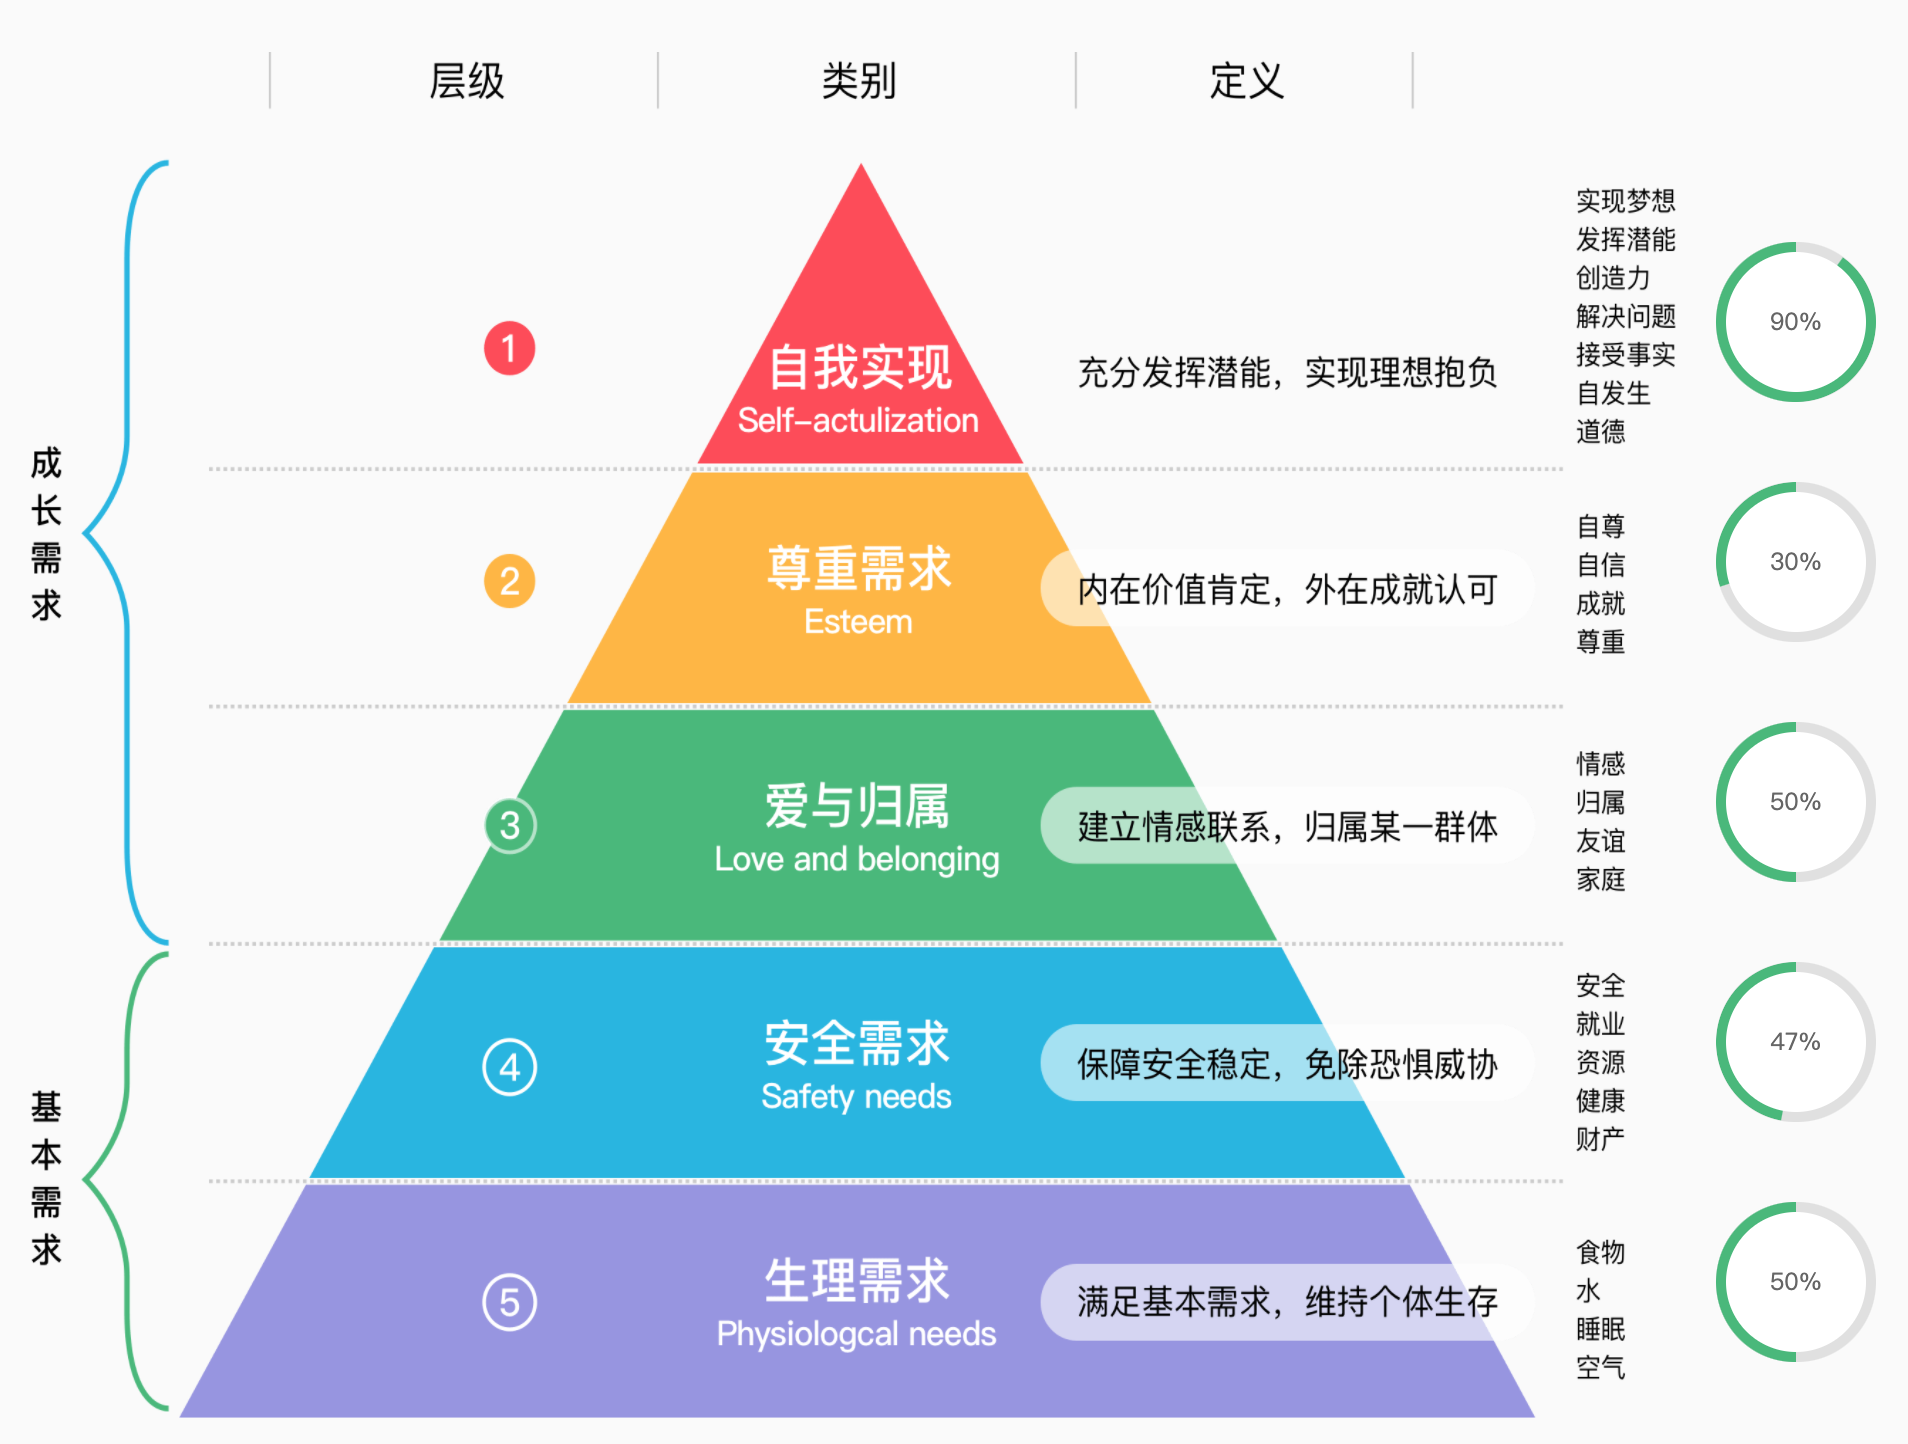 层级
类别
定义
成长需求
1
自我实现
Self-actulization
充分发挥潜能，实现理想抱负
实现梦想
发挥潜能
创造力
解决问题
接受事实
自发生
道德
90%
2
尊重需求
Esteem
内在价值肯定，外在成就认可
自尊
自信
成就
尊重
30%
3
爱与归属
Love and belonging
建立情感联系，归属某一群体
情感
归属
友谊
家庭
50%
基本需求
4
安全需求
Safety needs
保障安全稳定，免除恐惧威协
安全
就业
资源
健康
财产
47%
5
生理需求
Physiologcal needs
满足基本需求，维持个体生存
食物
水
睡眠
空气
50%